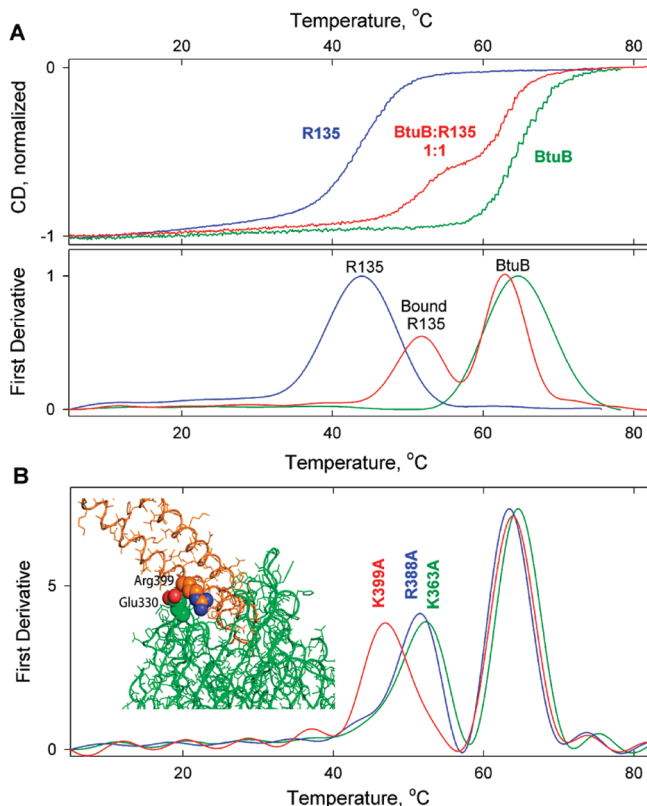 Temperature, °C
A
20 40 60 80
0
-1
CD, normalized
R135
BtuB:R135
1:1
BtuB
1
0
First Derivative
R135
Bound
R135
BtuB
20 40 60 80
Temperature, °C
B
5
0
First Derivative
Arg399
Glu330
K399A
R388A
K363A
20 40 60 80
Temperature, °C